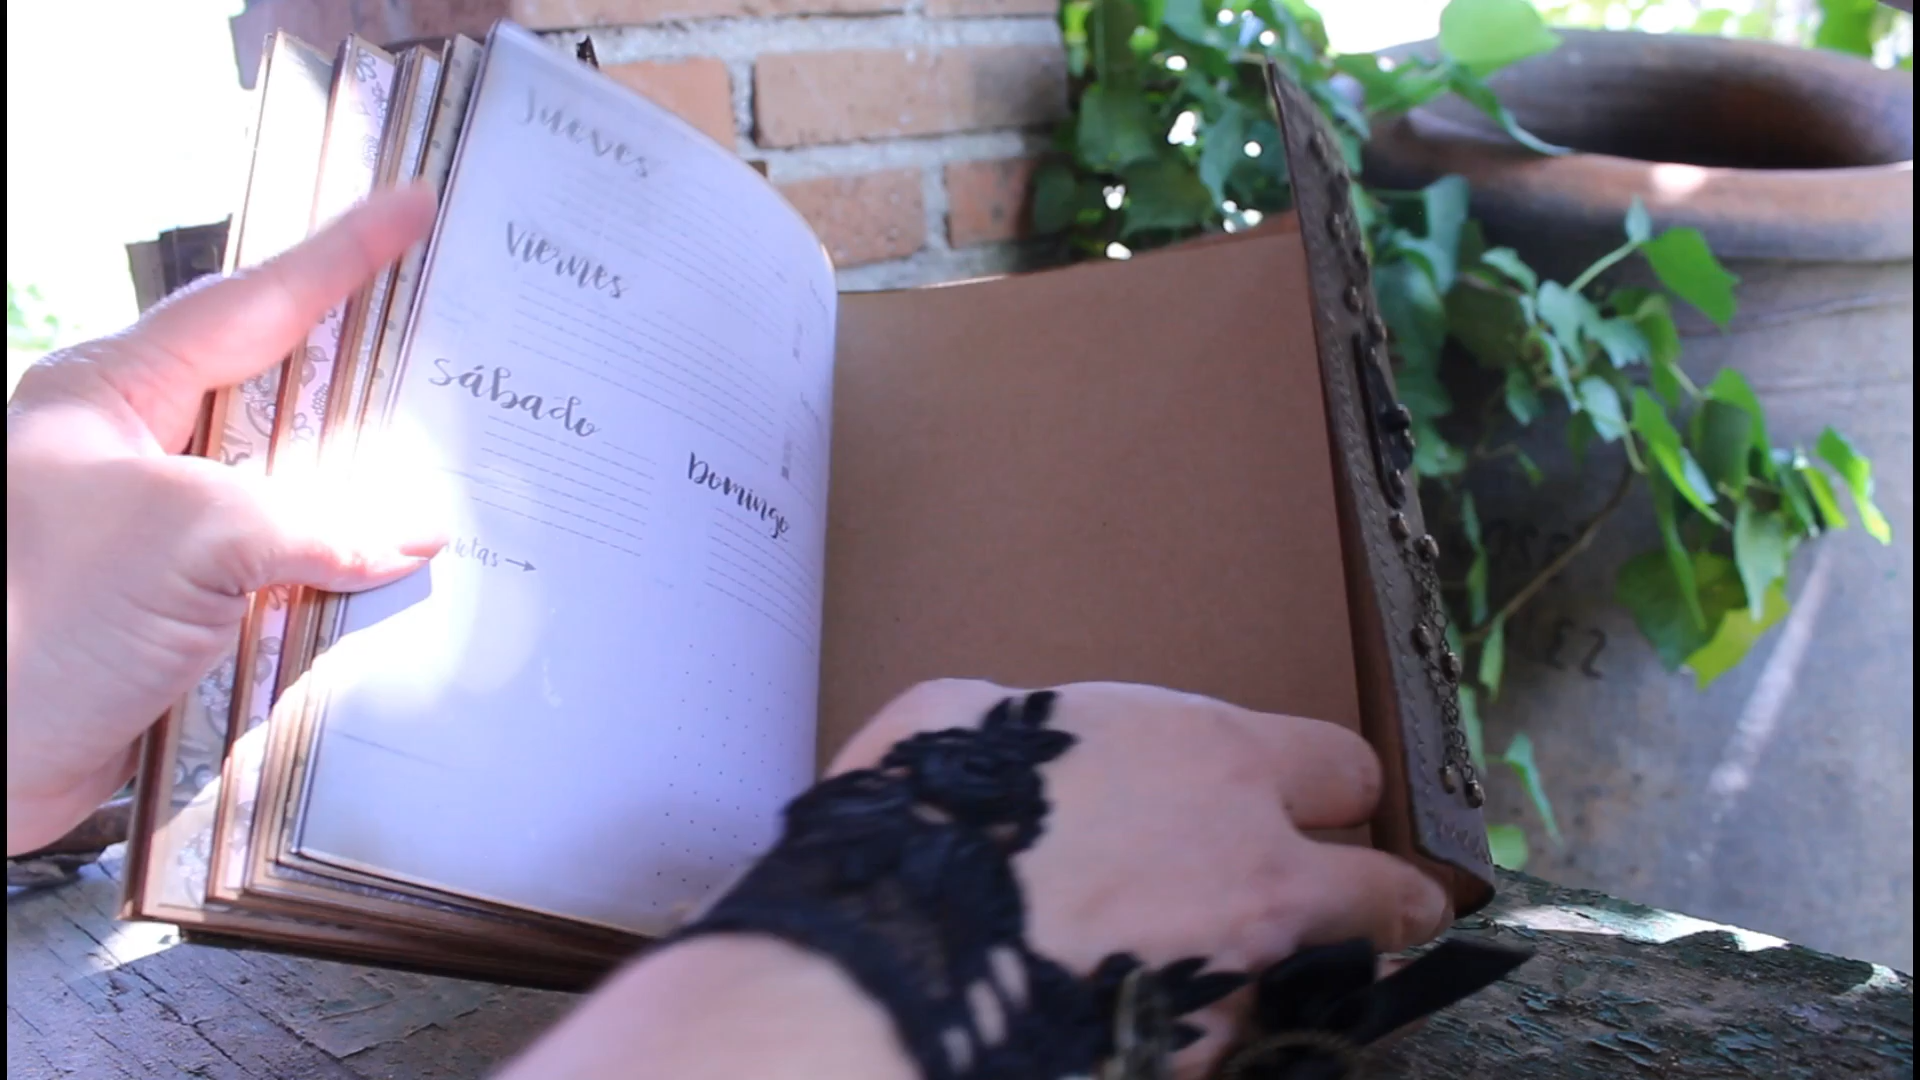 Jueves
Viernes
Sábado
Domingo
notas →